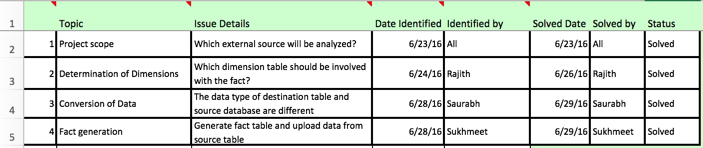 1 Topic Issue Details Date Identified Identified by Solved Date Solved by Status
2 1 Project scope Which external source will be analyzed? 6/23/16 All 6/23/16 All Solved
Which dimension table should be involved
3 2 Determination of Dimensions with the fact? 6/24/16 Rajith 6/26/16 Rajith Solved
The data type of destination table and
4 3 Conversion of Data source database are different 6/28/16 Saurabh 6/29/16 Saurabh Solved
Generate fact table and upload data from
5 4 Fact generation source table 6/28/16 Sukhmeet 6/29/16 Sukhmeet Solved